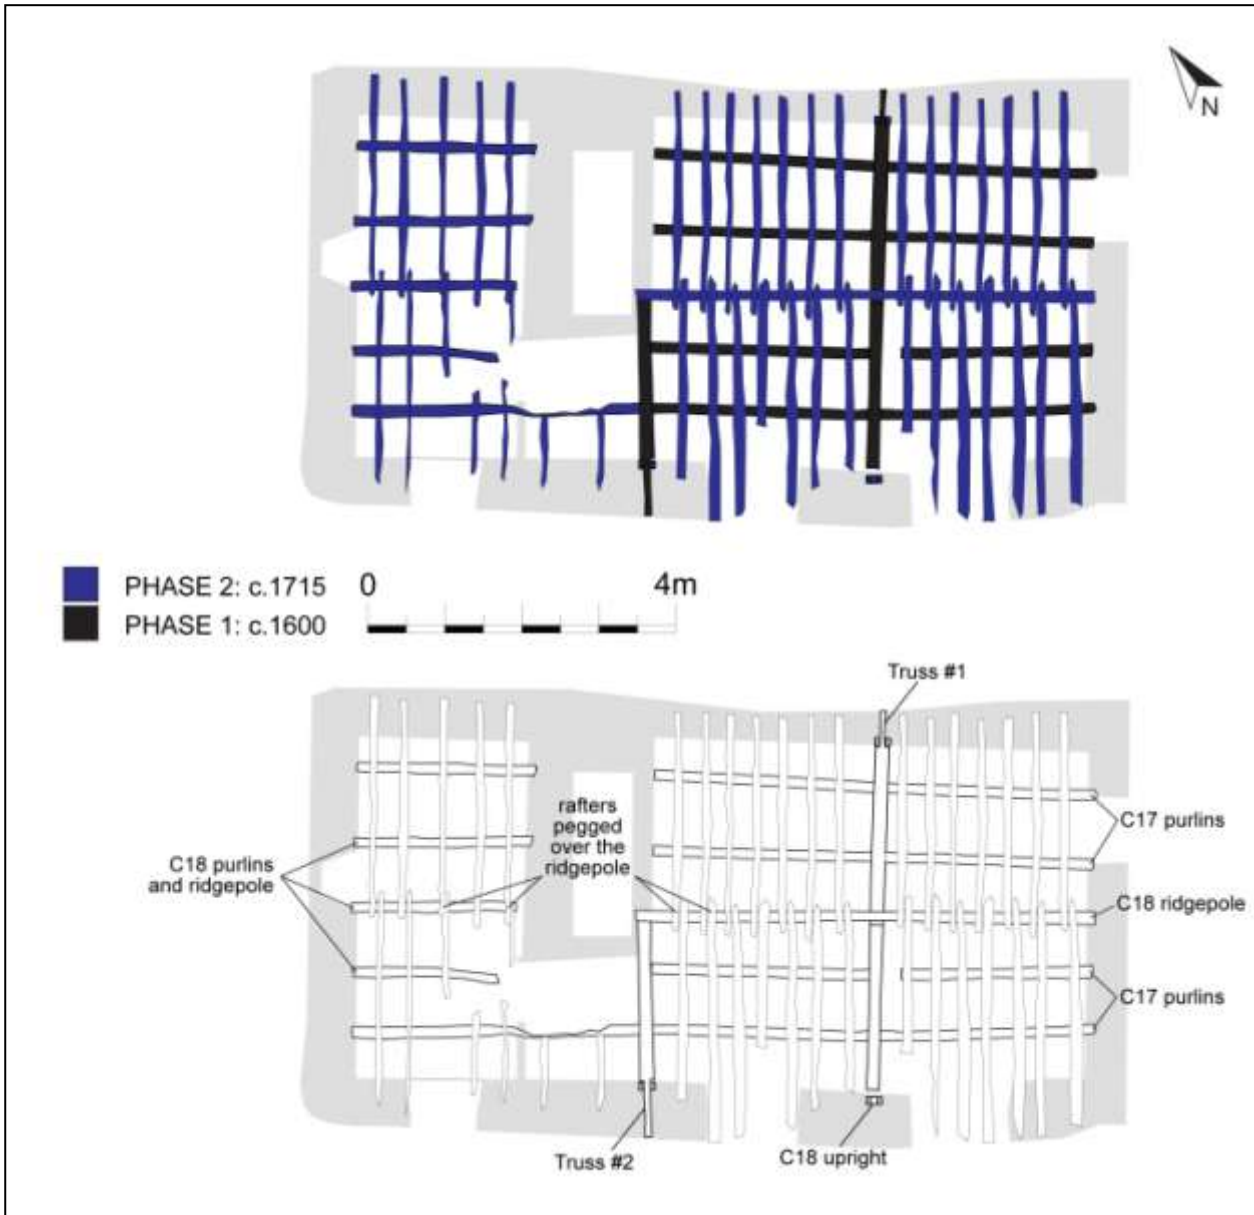 N
PHASE 2: c.1715
PHASE 1: c.1600
0 4m
Truss #1
rafters
pegged
over the
ridgepole
C17 purlins
C18 purlins
and ridgepole
C18 ridgepole
C17 purlins
Truss #2
C18 upright